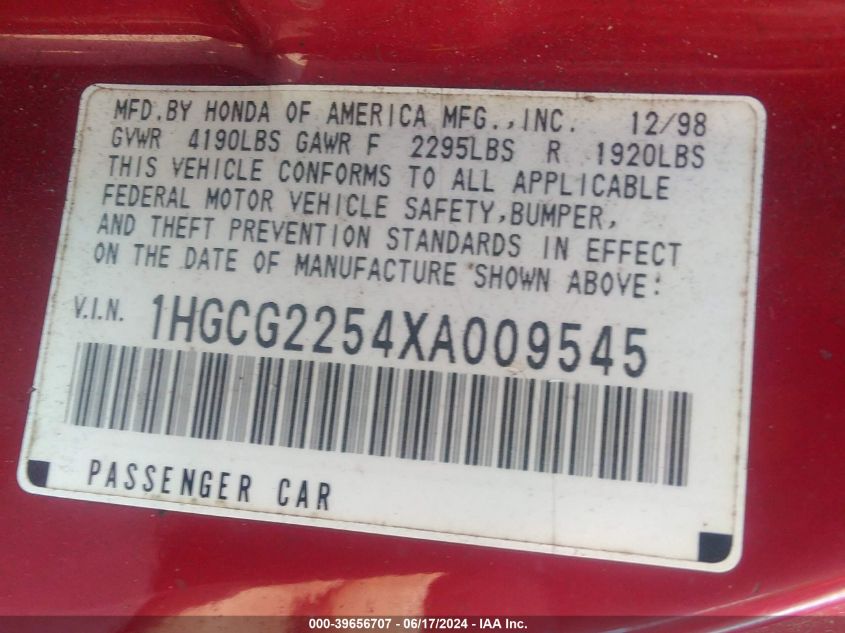 MFD.BY HONDA OF AMERICA MFG.,INC. 12/98
GVWR 4190LBS GAWR F 2295LBS R 1920LBS
THIS VEHICLE CONFORMS TO ALL APPLICABLE
FEDERAL MOTOR VEHICLE SAFETY,BUMPER,
AND THEFT PREVENTION STANDARDS IN EFFECT
ON THE DATE OF MANUFACTURE SHOWN ABOVE:
V.I.N. 1HGCG2254XA009545
PASSENGER CAR
000-39656707 - 06/17/2024 - IAA Inc.